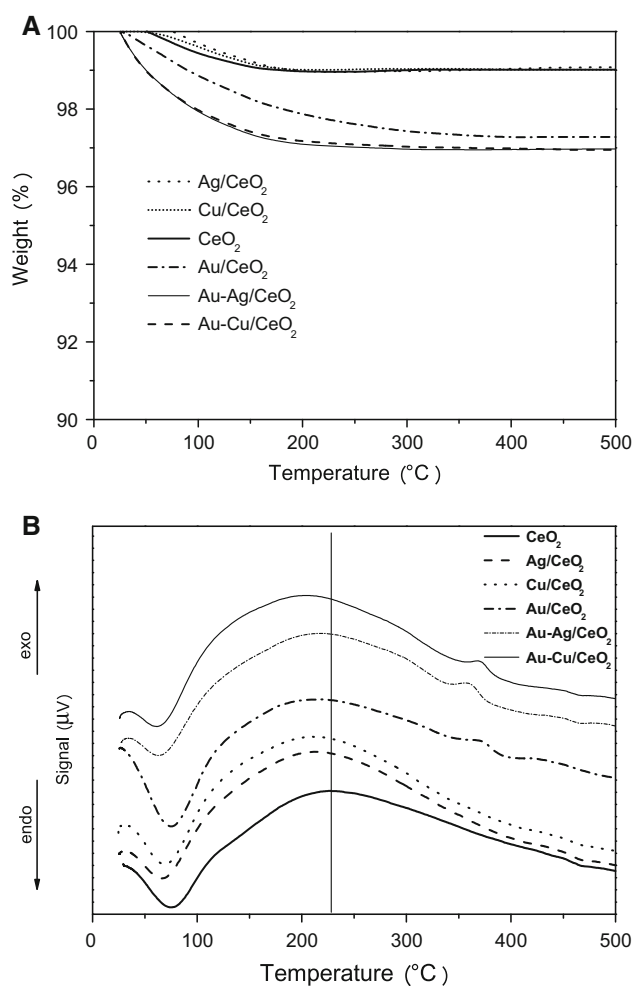 A
100
98
96
94
92
90
Weight (%)
Ag/CeO₂
Cu/CeO₂
CeO₂
Au/CeO₂
Au-Ag/CeO₂
Au-Cu/CeO₂
0 100 200 300 400 500
Temperature (°C)
B
exo
Signal (µV)
endo
CeO₂
Ag/CeO₂
Cu/CeO₂
Au/CeO₂
Au-Ag/CeO₂
Au-Cu/CeO₂
0 100 200 300 400 500
Temperature (°C)